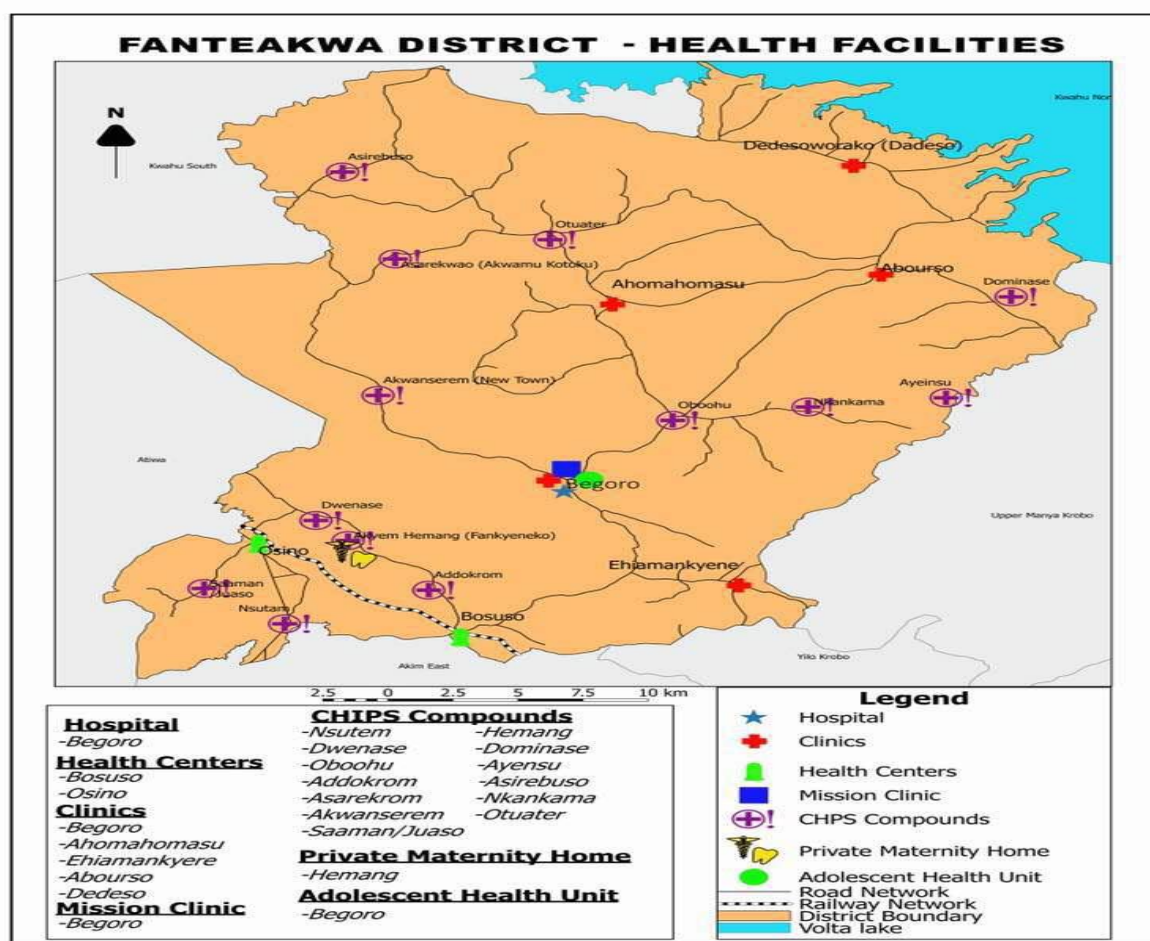 FANTEAKWA DISTRICT - HEALTH FACILITIES
N
Kwahu Nor
Dedesoworako (Dadeso)
Kwahu South
Asirebuso
Otuater
Asarekwao (Akwamu Kotoku)
Abourso
Ahomahomasu
Dominase
Akwanserem (New Town)
Ayeinsu
Oboohu
Nkankama
Atiwa
Begoro
Dwenase
Upper Manya Krobo
Akyem Hemang (Fankyeneko)
Osino
Ehiamankyene
Addokrom
Saaman
Juaso
Nsutam
Bosuso
Akim East
Yilo Krobo
2.5 0 2.5 5 7.5 10 km
Hospital
-Begoro
Health Centers
-Bosuso
-Osino
Clinics
-Begoro
-Ahomahomasu
-Ehiamankyere
-Abourso
-Dedeso
Mission Clinic
-Begoro
CHIPS Compounds
-Nsutem -Hemang
-Dwenase -Dominase
-Oboohu -Ayensu
-Addokrom -Asirebuso
-Asarekrom -Nkankama
-Akwanserem -Otuater
-Saaman/Juaso
Private Maternity Home
-Hemang
Adolescent Health Unit
-Begoro
Legend
Hospital
Clinics
Health Centers
Mission Clinic
CHPS Compounds
Private Maternity Home
Adolescent Health Unit
Road Network
Railway Network
District Boundary
Volta lake